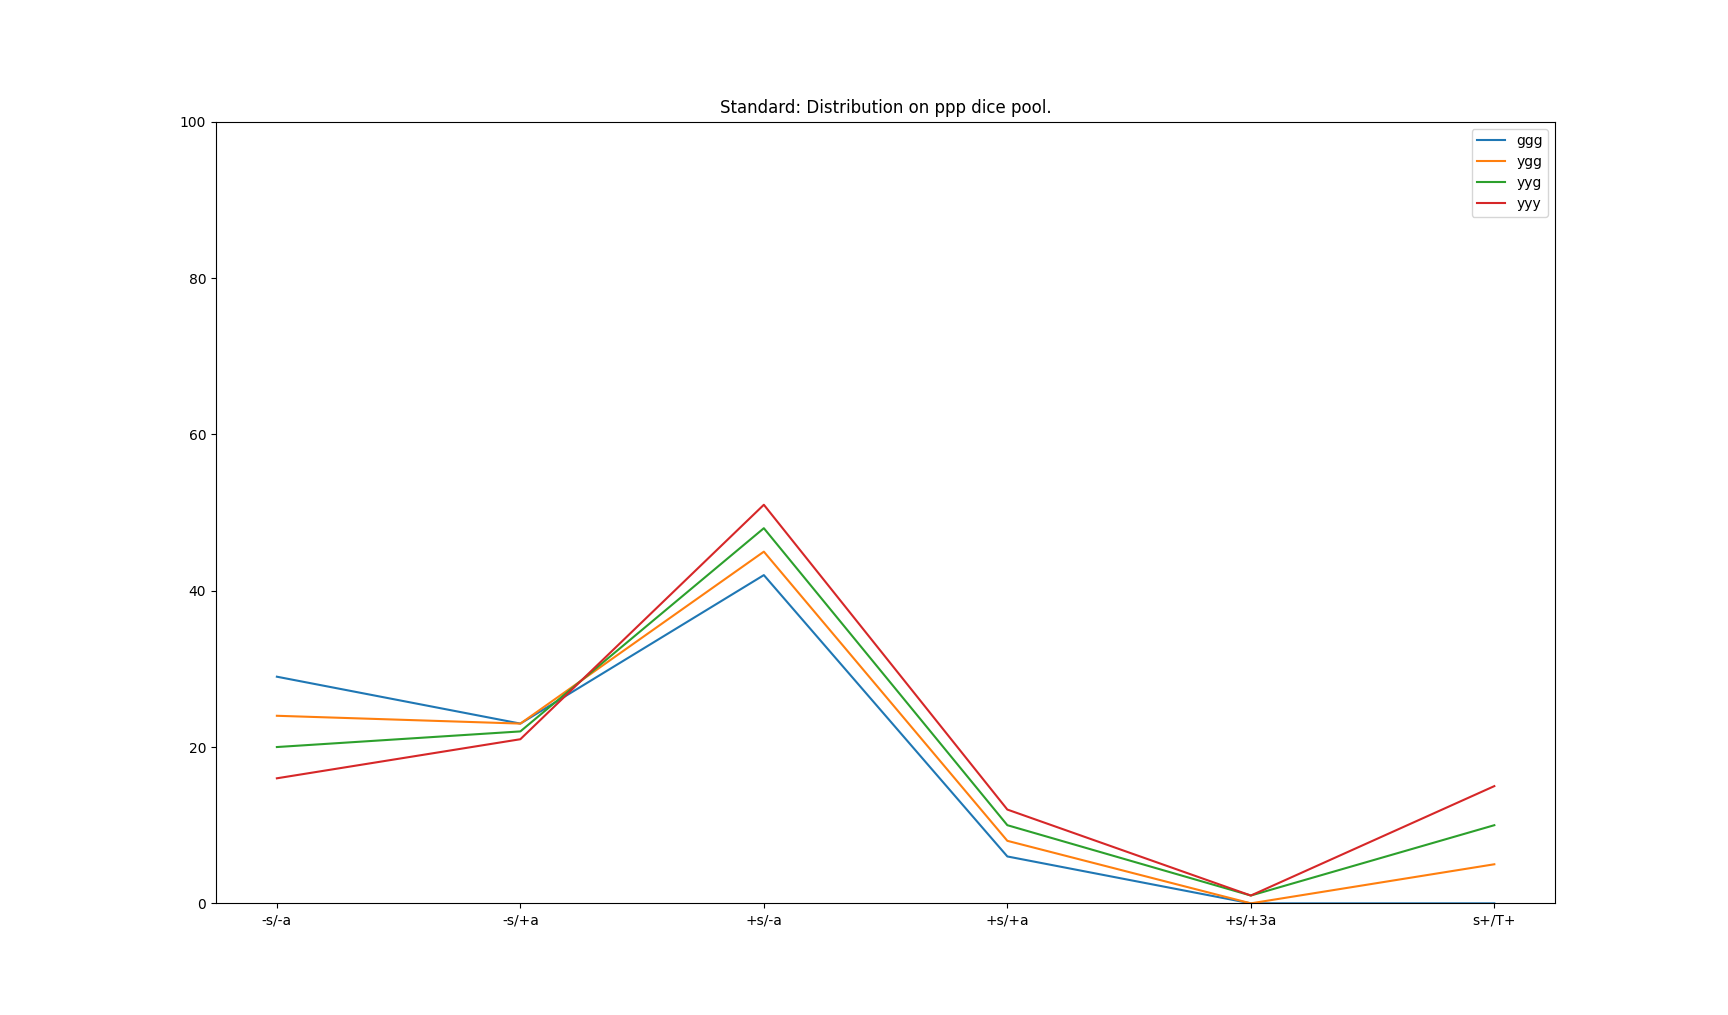 Standard: Distribution on ppp dice pool.
100
80
60
40
20
0
ggg
ygg
yyg
yyy
-s/-a
-s/+a
+s/-a
+s/+a
+s/+3a
s+/T+